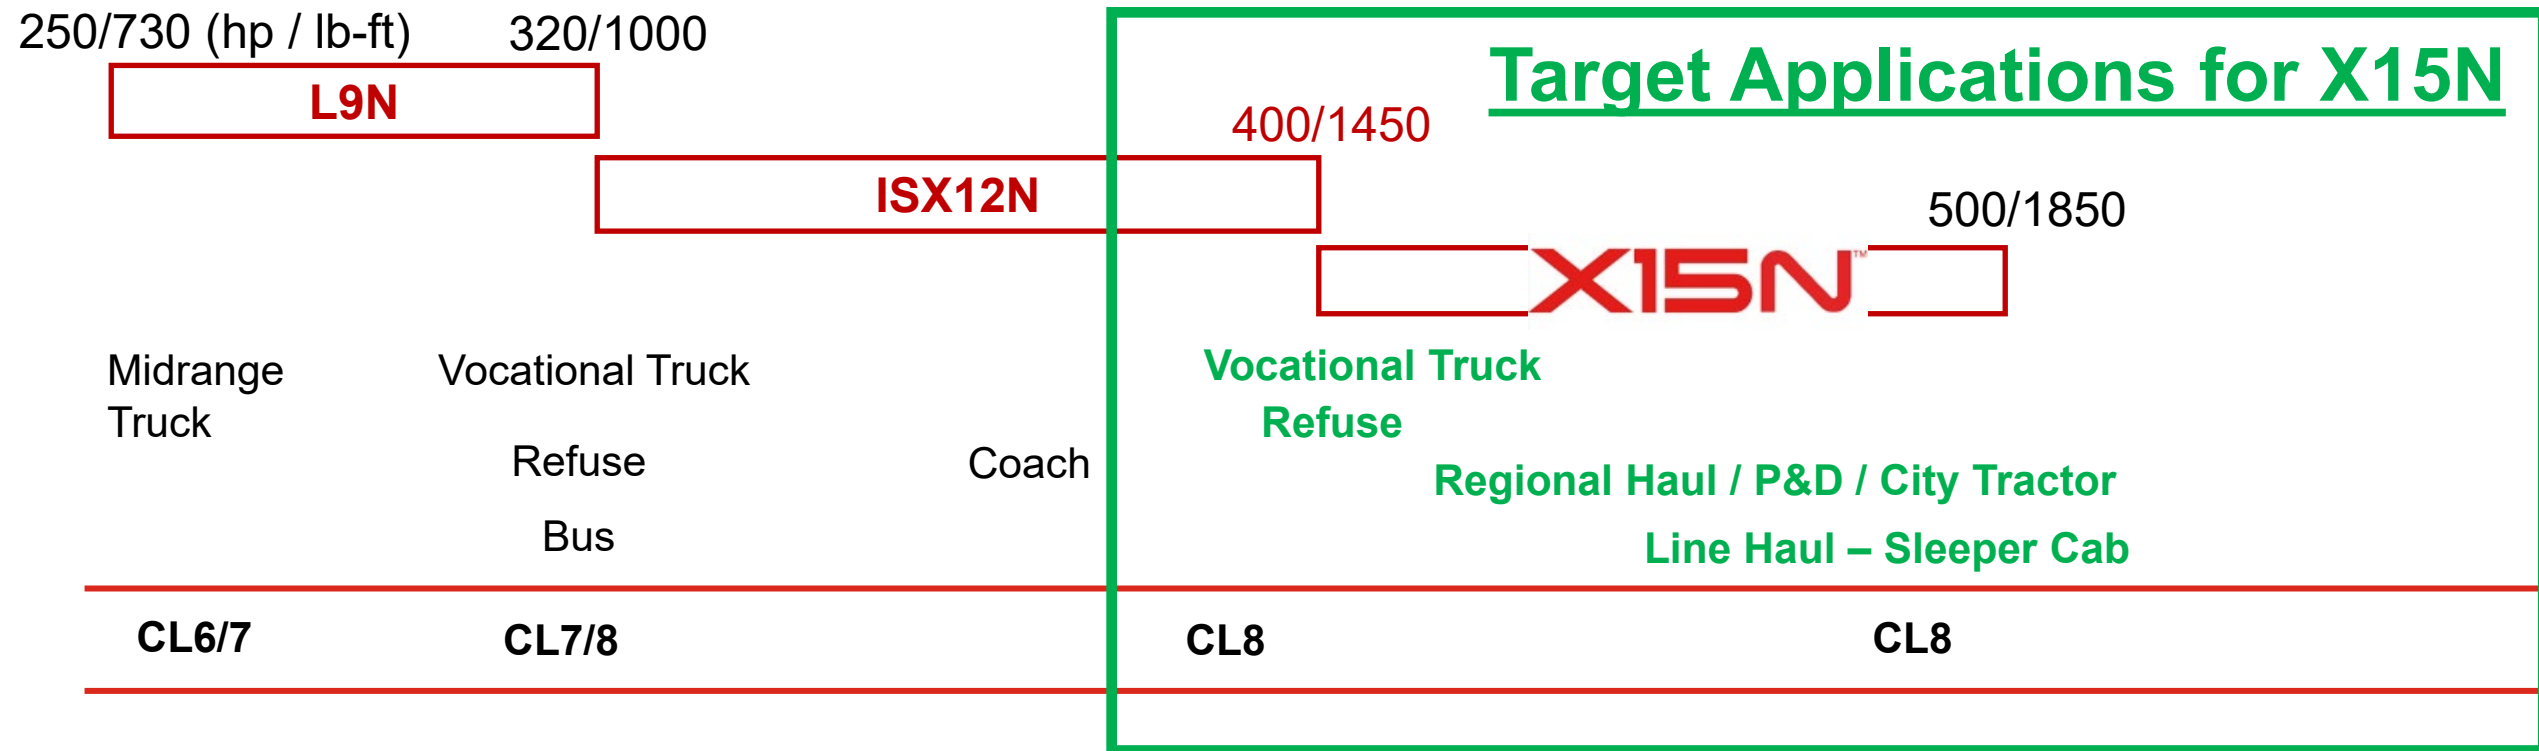 250/730 (hp / lb-ft)
320/1000
Target Applications for X15N
L9N
400/1450
ISX12N
500/1850
X15N™
Midrange
Truck
Vocational Truck
Refuse
Bus
Coach
Vocational Truck
Refuse
Regional Haul / P&D / City Tractor
Line Haul – Sleeper Cab
CL6/7
CL7/8
CL8
CL8